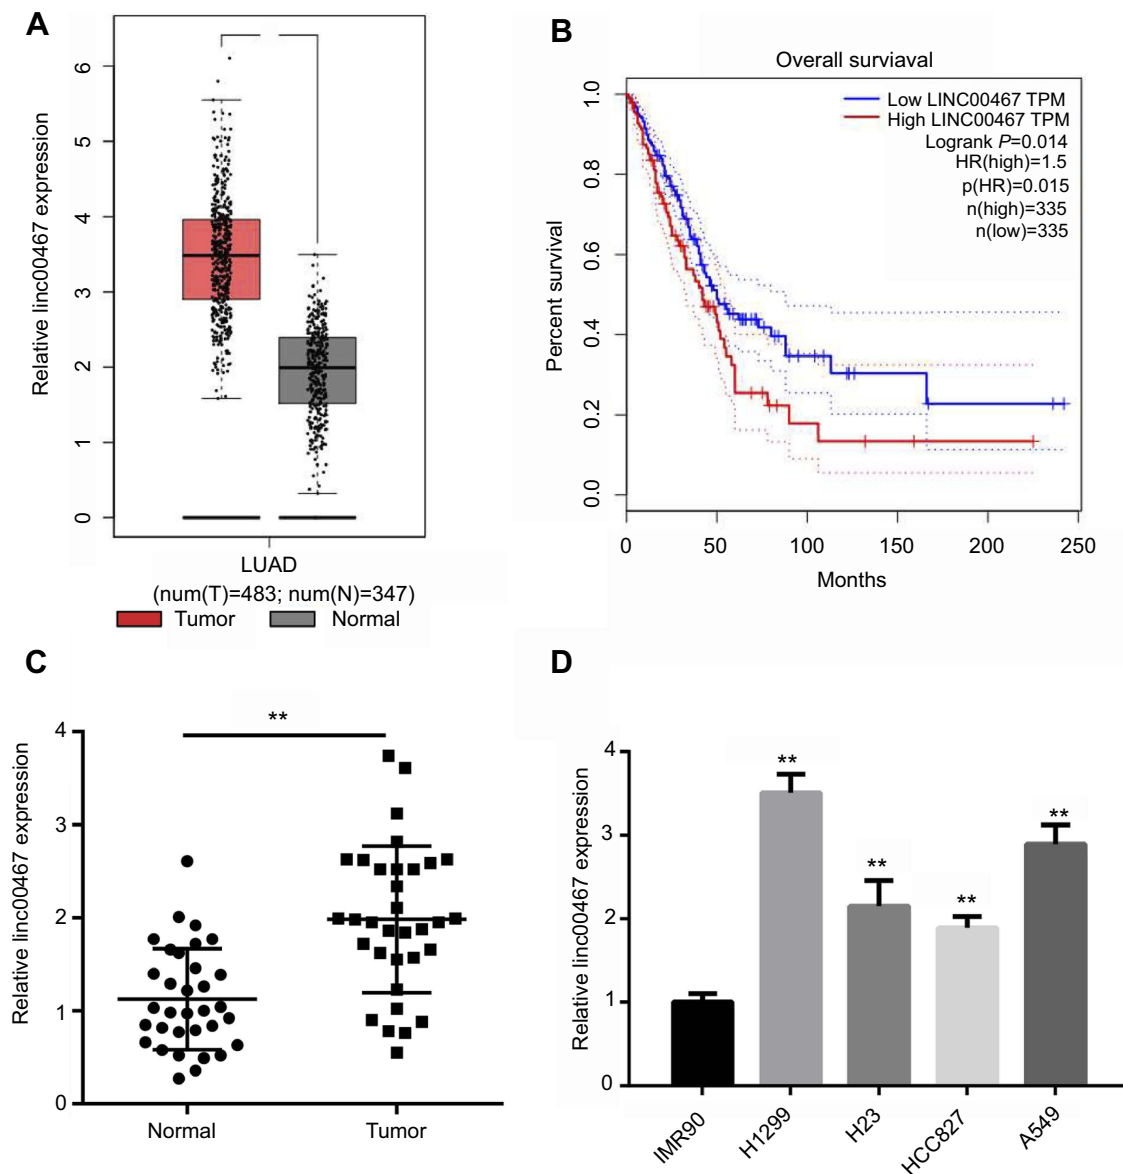 A
Relative linc00467 expression
6
5
4
3
2
1
0
LUAD
(num(T)=483; num(N)=347)
Tumor Normal
B
Overall surviaval
Percent survival
1.0
0.8
0.6
0.4
0.2
0.0
Low LINC00467 TPM
High LINC00467 TPM
Logrank P=0.014
HR(high)=1.5
p(HR)=0.015
n(high)=335
n(low)=335
0 50 100 150 200 250
Months
C
Relative linc00467 expression
4
3
2
1
0
**
Normal Tumor
D
Relative linc00467 expression
4
3
2
1
0
**
**
**
**
IMR90 H1299 H23 HCC827 A549